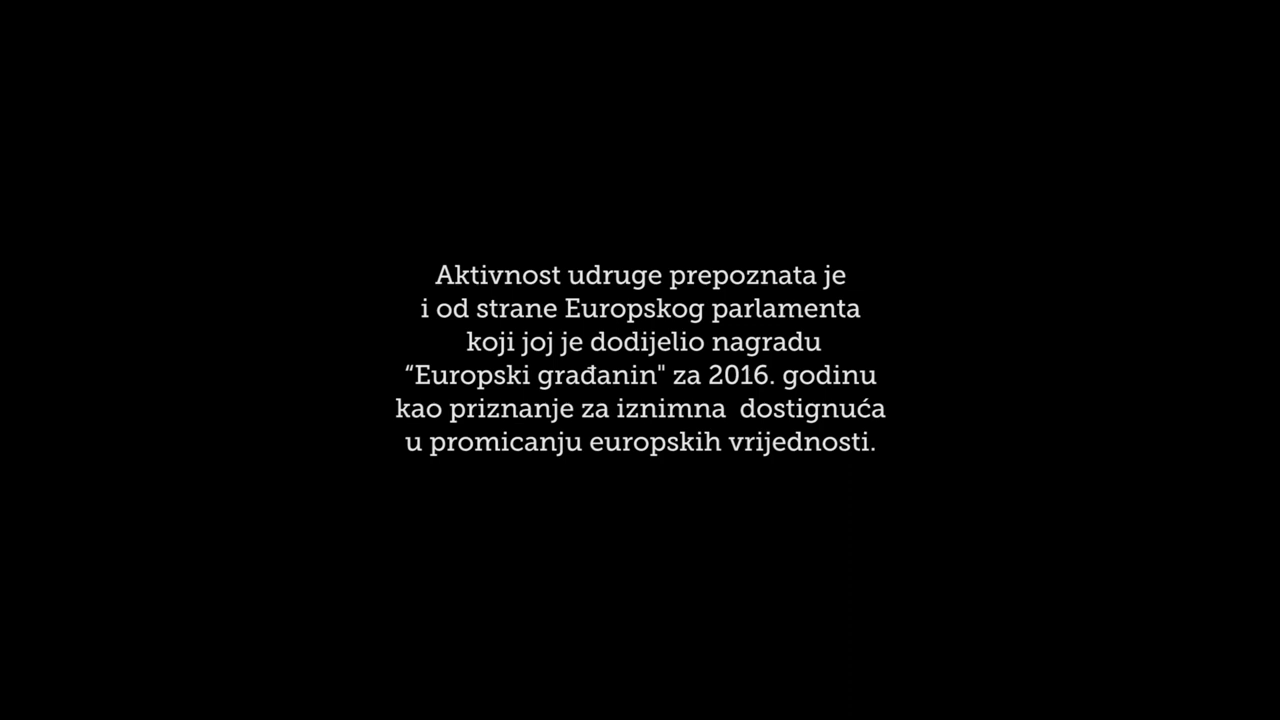 Aktivnost udruge prepoznata je
i od strane Europskog parlamenta
koji joj je dodijelio nagradu
“Europski građanin" za 2016. godinu
kao priznanje za iznimna  dostignuća
u promicanju europskih vrijednosti.